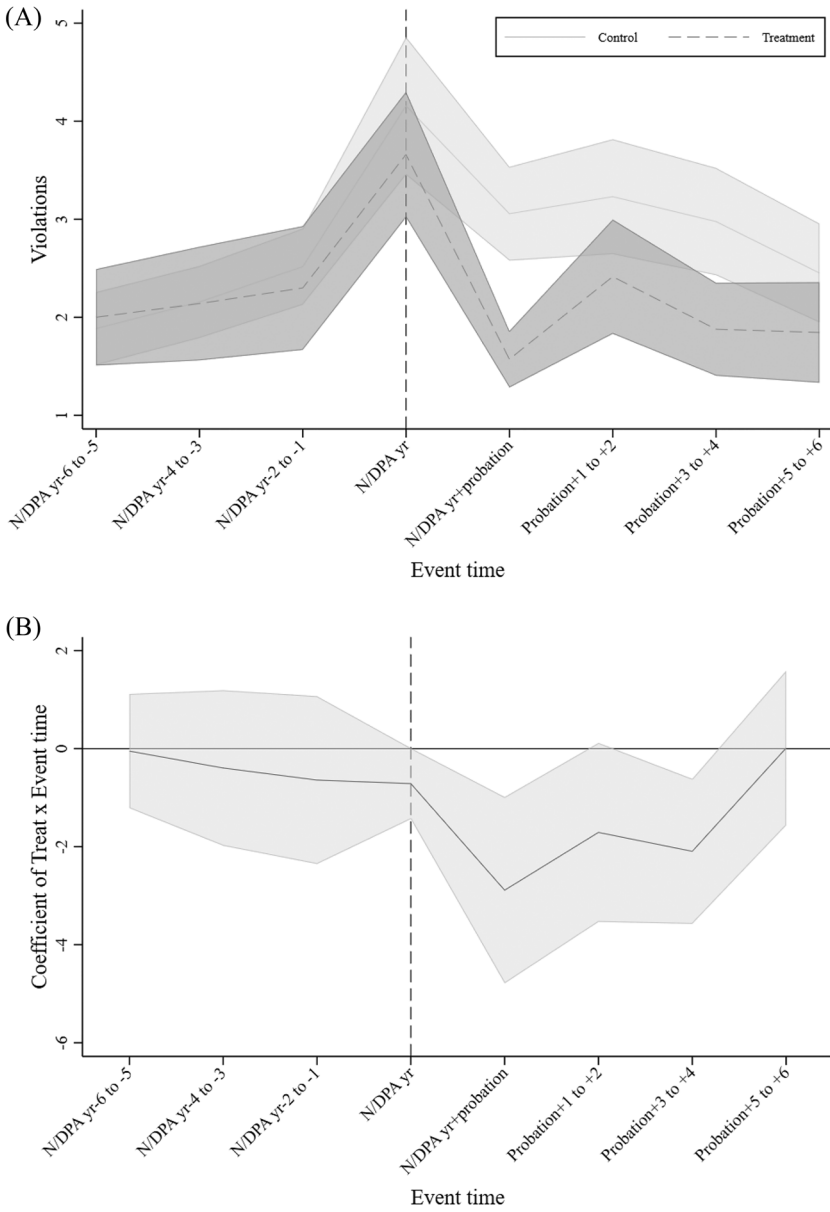 (A)
Control
Treatment
Violations
5
4
3
2
1
N/DPA yr-6 to -5
N/DPA yr-4 to -3
N/DPA yr-2 to -1
N/DPA yr
N/DPA yr+probation
Probation+1 to +2
Probation+3 to +4
Probation+5 to +6
Event time
(B)
Coefficient of Treat x Event time
2
0
-2
-4
-6
N/DPA yr-6 to -5
N/DPA yr-4 to -3
N/DPA yr-2 to -1
N/DPA yr
N/DPA yr+probation
Probation+1 to +2
Probation+3 to +4
Probation+5 to +6
Event time